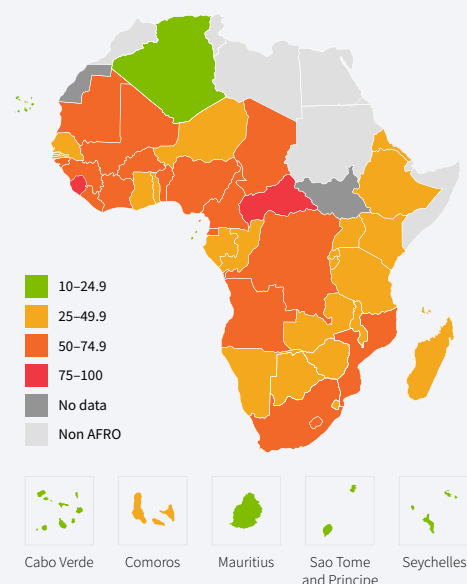 10–24.9
25–49.9
50–74.9
75–100
No data
Non AFRO
Cabo Verde
Comoros
Mauritius
Sao Tome
and Principe
Seychelles